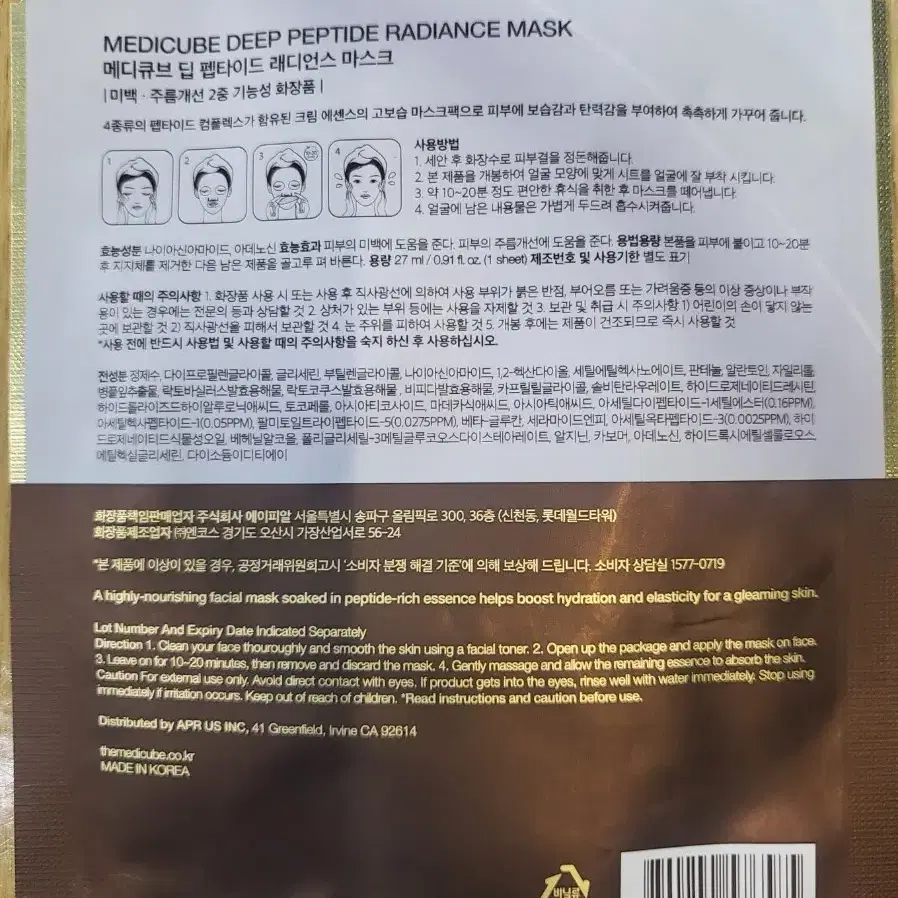 MEDICUBE DEEP PEPTIDE RADIANCE MASK
메디큐브 딥 펩타이드 래디언스 마스크
|미백 · 주름개선 2중 기능성 화장품|
4종류의 펩타이드 컴플렉스가 함유된 크림 에센스의 고보습 마스크팩으로 피부에 보습감과 탄력감을 부여하여 촉촉하게 가꾸어 줍니다.
1 2 3 4
사용방법
1. 세안 후 화장수로 피부결을 정돈해줍니다.
2. 본 제품을 개봉하여 얼굴 모양에 맞게 시트를 얼굴에 잘 부착 시킵니다.
3. 약 10~20분 정도 편안한 휴식을 취한 후 마스크를 떼어냅니다.
4. 얼굴에 남은 내용물은 가볍게 두드려 흡수시켜줍니다.
효능성분 나이아신아마이드, 아데노신 효능효과 피부의 미백에 도움을 준다. 피부의 주름개선에 도움을 준다. 용법용량 본품을 피부에 붙이고 10~20분
후 지지체를 제거한 다음 남은 제품을 골고루 펴 바른다. 용량 27 ml / 0.91 fl. oz. (1 sheet) 제조번호 및 사용기한 별도 표기
사용할 때의 주의사항 1. 화장품 사용 시 또는 사용 후 직사광선에 의하여 사용 부위가 붉은 반점, 부어오름 또는 가려움증 등의 이상 증상이나 부작
용이 있는 경우에는 전문의 등과 상담할 것 2. 상처가 있는 부위 등에는 사용을 자제할 것 3. 보관 및 취급 시 주의사항 1) 어린이의 손이 닿지 않는
곳에 보관할 것 2) 직사광선을 피해서 보관할 것 4. 눈 주위를 피하여 사용할 것 5. 개봉 후에는 제품이 건조되므로 즉시 사용할 것
*사용 전에 반드시 사용법 및 사용할 때의 주의사항을 숙지 하신 후 사용하십시오.
전성분 정제수, 다이프로필렌글라이콜, 글리세린, 부틸렌글라이콜, 나이아신아마이드, 1,2-헥산다이올, 세틸에틸헥사노에이트, 판테놀, 알란토인, 자일리톨,
병풀잎추출물, 락토바실러스발효용해물, 락토코쿠스발효용해물, 비피다발효용해물, 카프릴릴글라이콜, 솔비탄라우레이트, 하이드로제네이티드레시틴,
하이드롤라이즈드하이알루로닉애씨드, 토코페롤, 아시아티코사이드, 마데카식애씨드, 아시아틱애씨드, 아세틸다이펩타이드-1세틸에스터(0.16PPM),
아세틸헥사펩타이드-1(0.05PPM), 팔미토일트라이펩타이드-5(0.0275PPM), 베타-글루칸, 세라마이드엔피, 아세틸옥타펩타이드-3(0.0025PPM), 하이
드로제네이티드식물성오일, 베헤닐알코올, 폴리글리세릴-3메틸글루코오스다이스테아레이트, 알지닌, 카보머, 아데노신, 하이드록시에틸셀룰로오스,
에틸헥실글리세린, 다이소듐이디티에이
화장품책임판매업자 주식회사 에이피알 서울특별시 송파구 올림픽로 300, 36층 (신천동, 롯데월드타워)
화장품제조업자 ㈜엔코스 경기도 오산시 가장산업서로 56-24
*본 제품에 이상이 있을 경우, 공정거래위원회고시 '소비자 분쟁 해결 기준'에 의해 보상해 드립니다. 소비자 상담실 1577-0719
A highly-nourishing facial mask soaked in peptide-rich essence helps boost hydration and elasticity for a gleaming skin.
Lot Number And Expiry Date Indicated Separately
Direction 1. Clean your face thouroughly and smooth the skin using a facial toner. 2. Open up the package and apply the mask on face.
3. Leave on for 10~20 minutes, then remove and discard the mask. 4. Gently massage and allow the remaining essence to absorb the skin.
Caution For external use only. Avoid direct contact with eyes. If product gets into the eyes, rinse well with water immediately. Stop using
immediately if irritation occurs. Keep out of reach of children. *Read instructions and caution before use.
Distributed by APR US INC, 41 Greenfield, Irvine CA 92614
themedicube.co.kr
MADE IN KOREA
비닐류